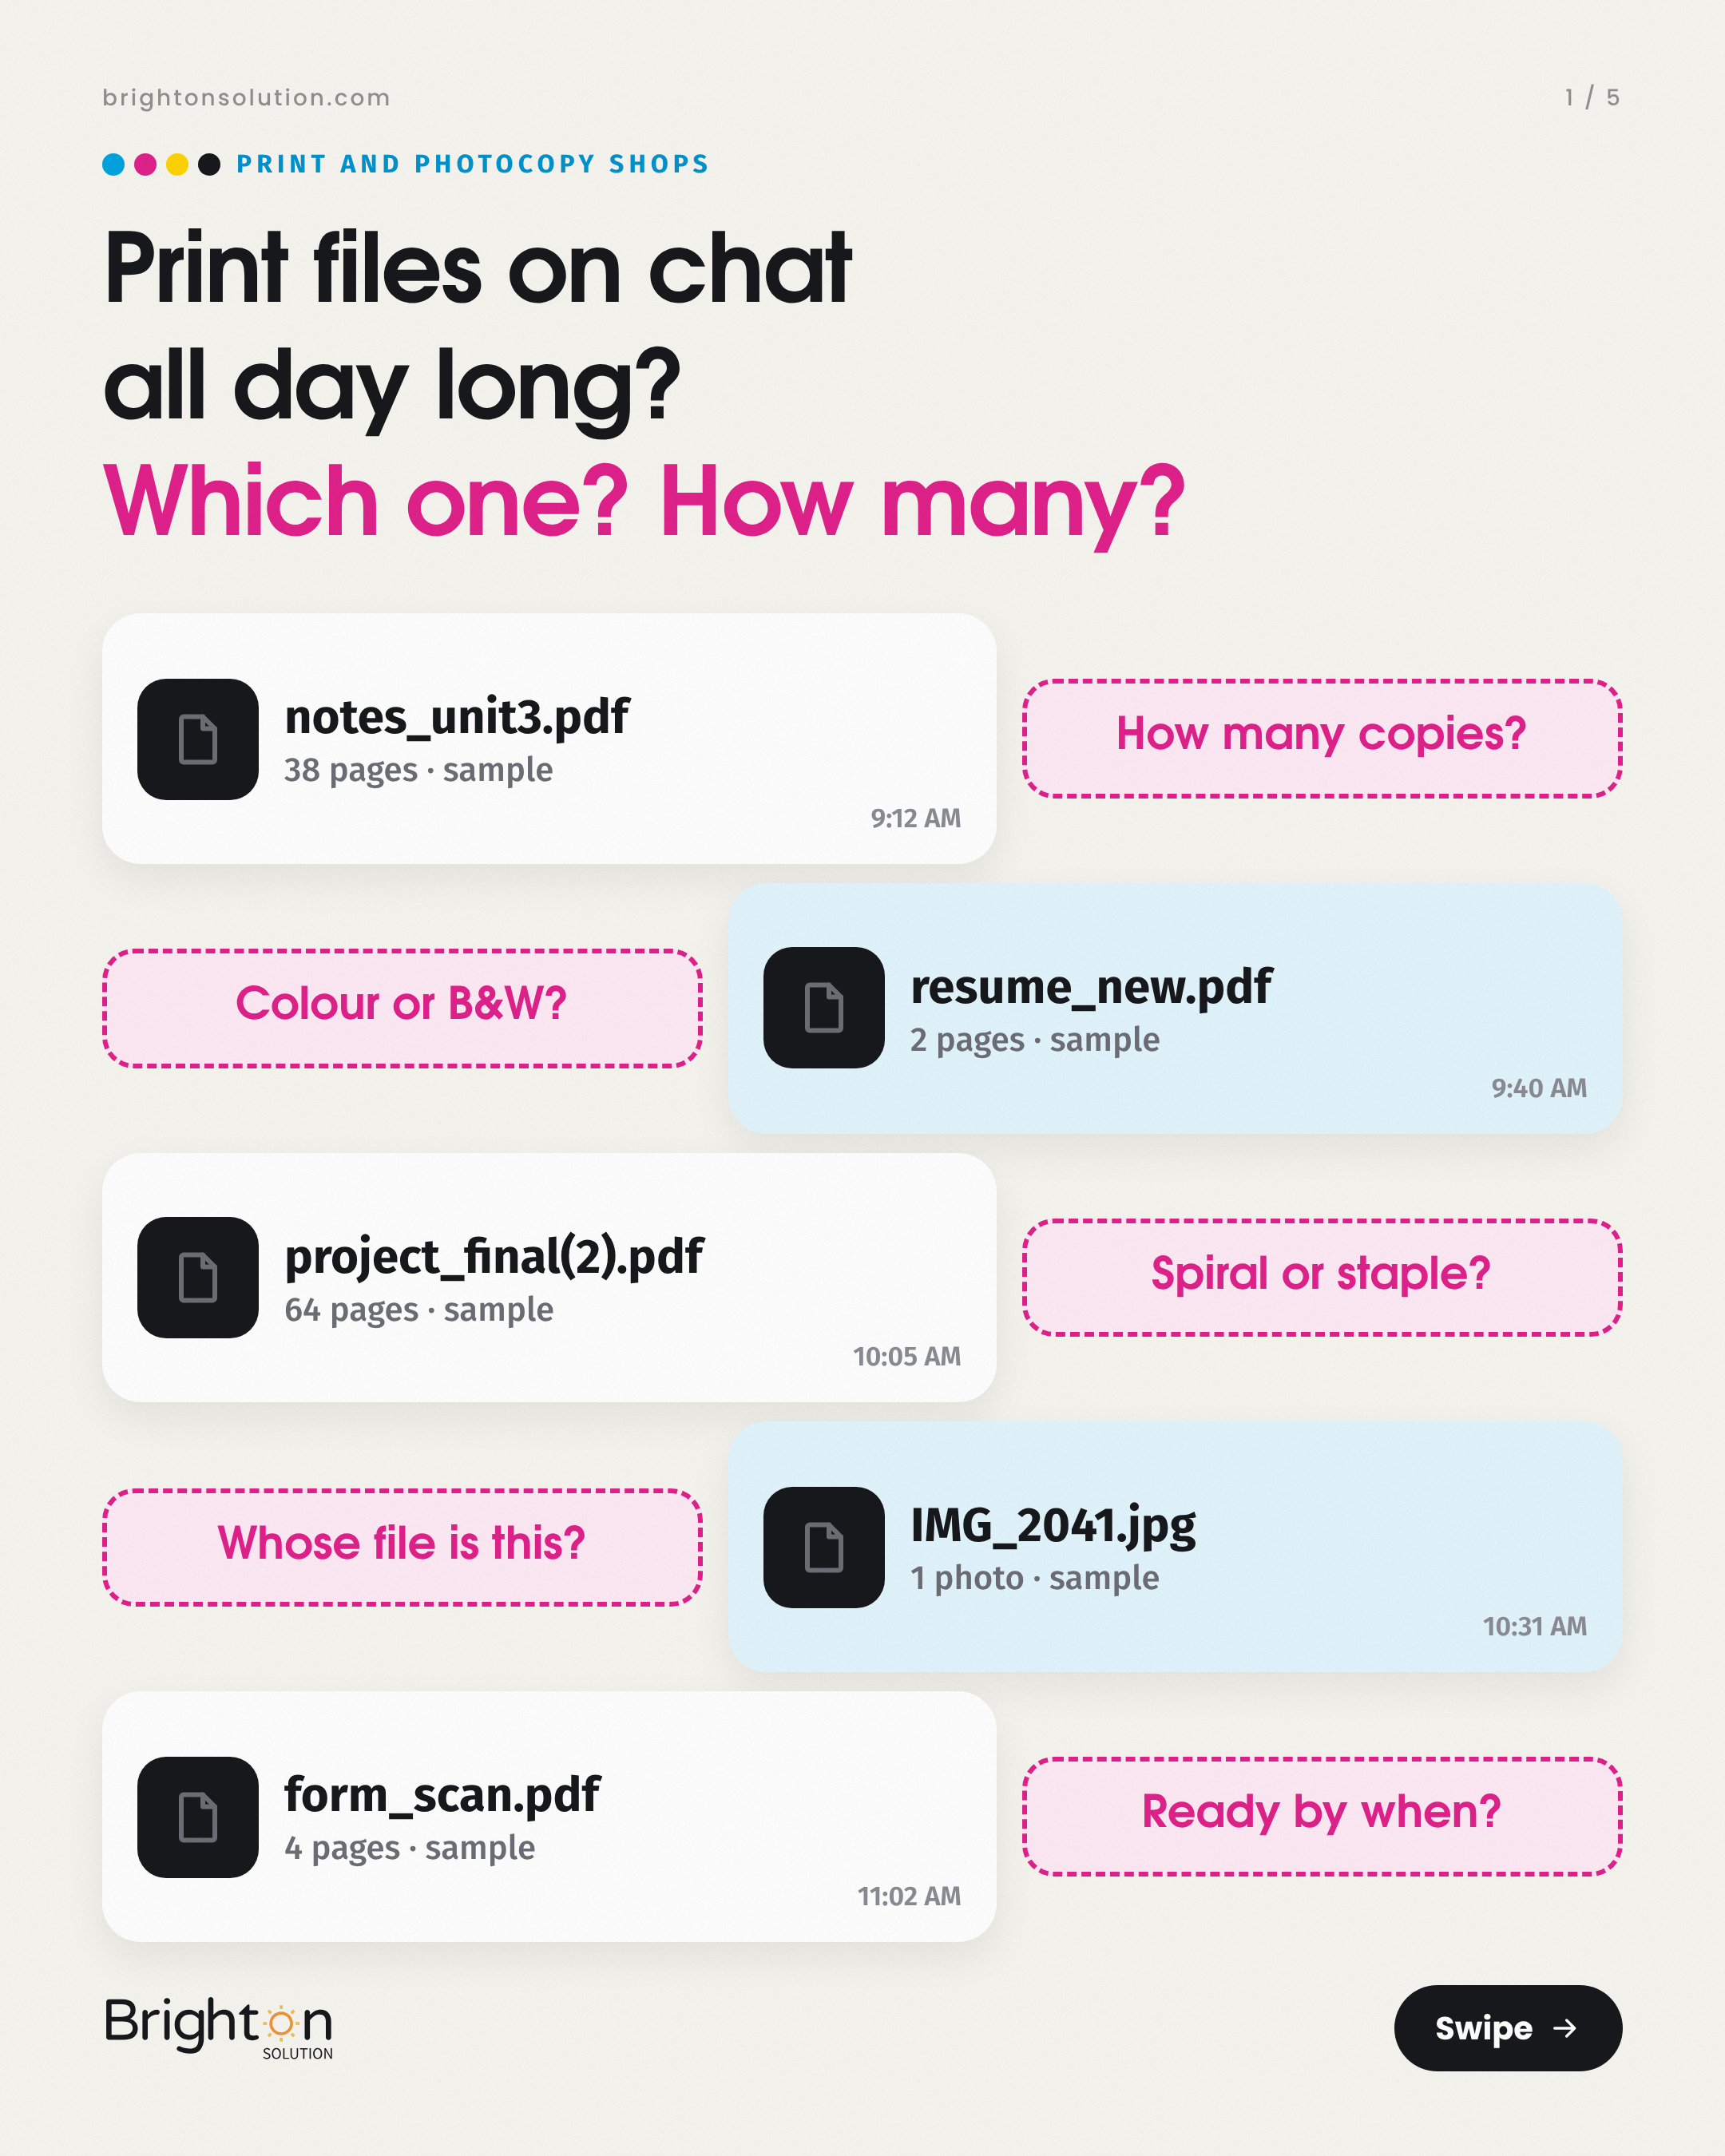 brightonsolution.com
1 / 5
PRINT AND PHOTOCOPY SHOPS
Print files on chat
all day long?
Which one? How many?
notes_unit3.pdf
38 pages · sample
9:12 AM
How many copies?
Colour or B&W?
resume_new.pdf
2 pages · sample
9:40 AM
project_final(2).pdf
64 pages · sample
10:05 AM
Spiral or staple?
Whose file is this?
IMG_2041.jpg
1 photo · sample
10:31 AM
form_scan.pdf
4 pages · sample
11:02 AM
Ready by when?
Brighton
SOLUTION
Swipe →